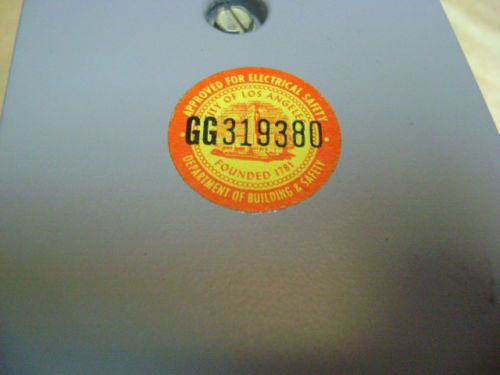 APPROVED FOR ELECTRICAL SAFETY
CITY OF LOS ANGELES
GG319380
FOUNDED 1781
DEPARTMENT OF BUILDING & SAFETY